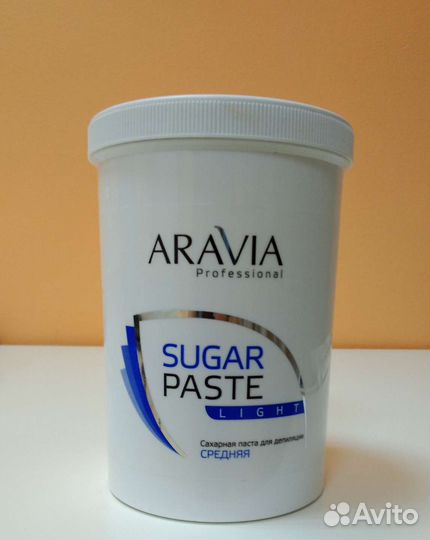 ARAVIA
Professional
SUGAR
PASTE
LIGHT
Сахарная паста для депиляции
СРЕДНЯЯ
Avito